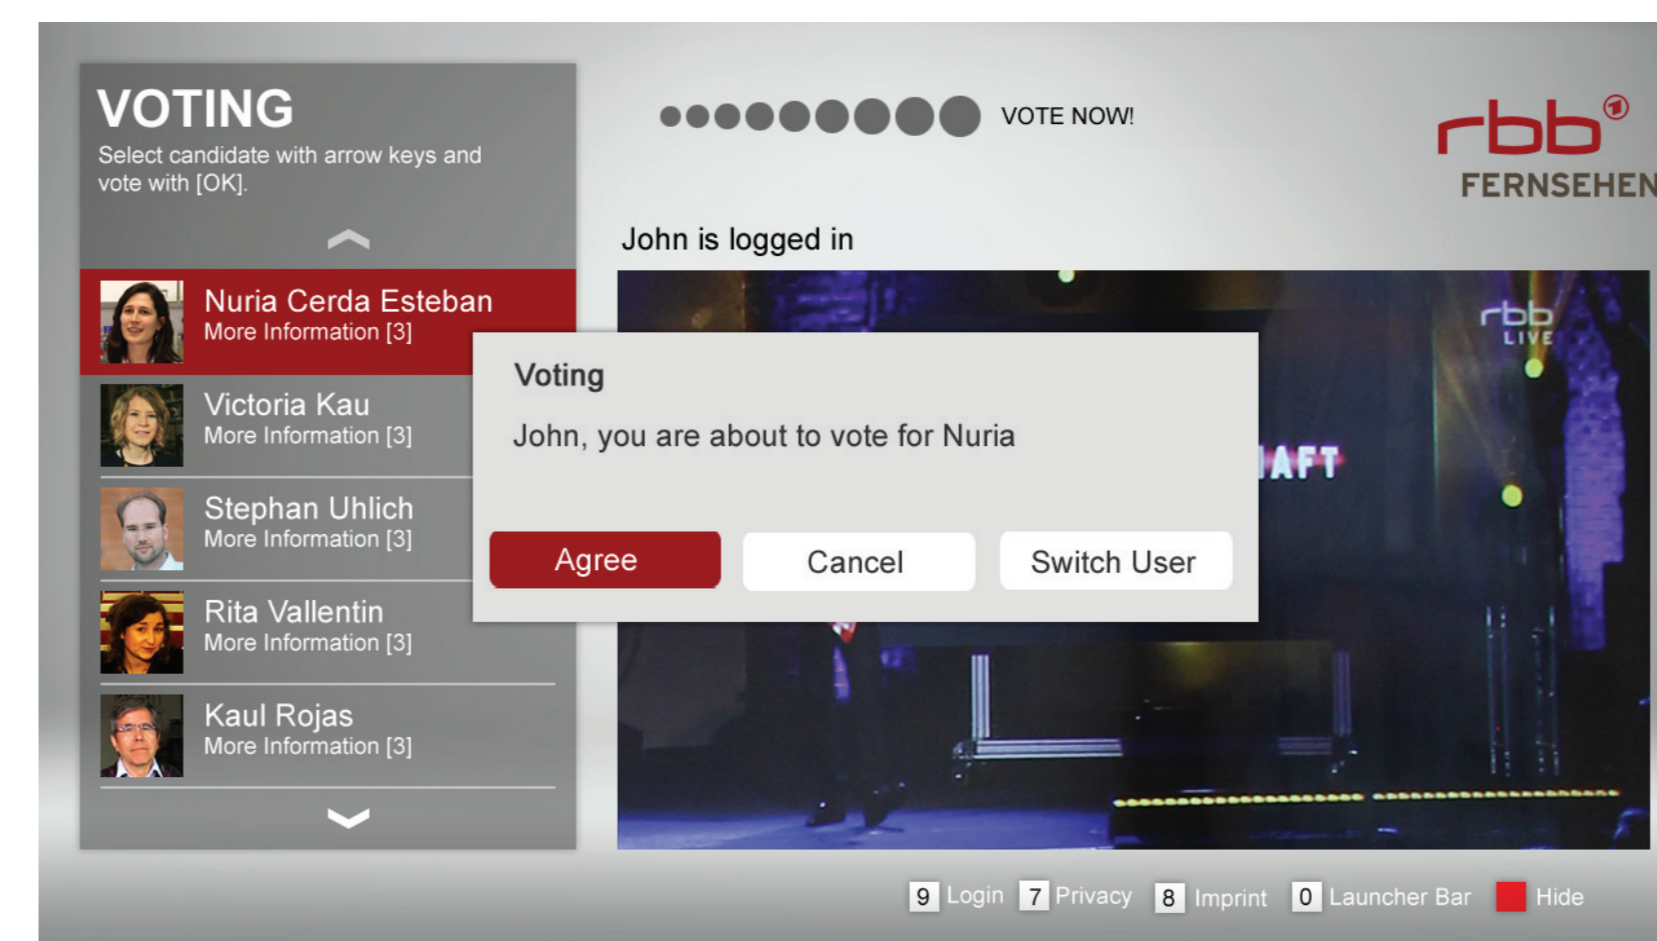 VOTING
Select candidate with arrow keys and
vote with [OK].
VOTE NOW!
rbb
FERNSEHEN
John is logged in
Nuria Cerda Esteban
More Information [3]
Victoria Kau
More Information [3]
Stephan Uhlich
More Information [3]
Rita Vallentin
More Information [3]
Kaul Rojas
More Information [3]
rbb
LIVE
AFT
Voting
John, you are about to vote for Nuria
Agree
Cancel
Switch User
9 Login 7 Privacy 8 Imprint 0 Launcher Bar Hide